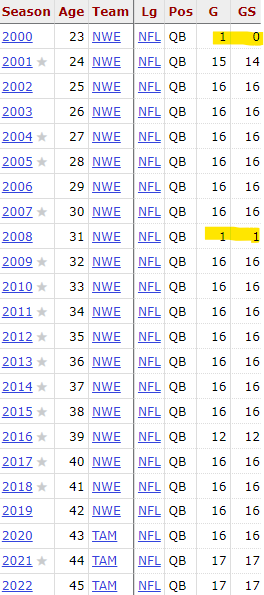 Season Age Team Lg Pos G GS
2000 23 NWE NFL QB 1 0
2001 ★ 24 NWE NFL QB 15 14
2002 25 NWE NFL QB 16 16
2003 26 NWE NFL QB 16 16
2004 ★ 27 NWE NFL QB 16 16
2005 ★ 28 NWE NFL QB 16 16
2006 29 NWE NFL QB 16 16
2007 ★ 30 NWE NFL QB 16 16
2008 31 NWE NFL QB 1 1
2009 ★ 32 NWE NFL QB 16 16
2010 ★ 33 NWE NFL QB 16 16
2011 ★ 34 NWE NFL QB 16 16
2012 ★ 35 NWE NFL QB 16 16
2013 ★ 36 NWE NFL QB 16 16
2014 ★ 37 NWE NFL QB 16 16
2015 ★ 38 NWE NFL QB 16 16
2016 ★ 39 NWE NFL QB 12 12
2017 ★ 40 NWE NFL QB 16 16
2018 ★ 41 NWE NFL QB 16 16
2019 42 NWE NFL QB 16 16
2020 43 TAM NFL QB 16 16
2021 ★ 44 TAM NFL QB 17 17
2022 45 TAM NFL QB 17 17